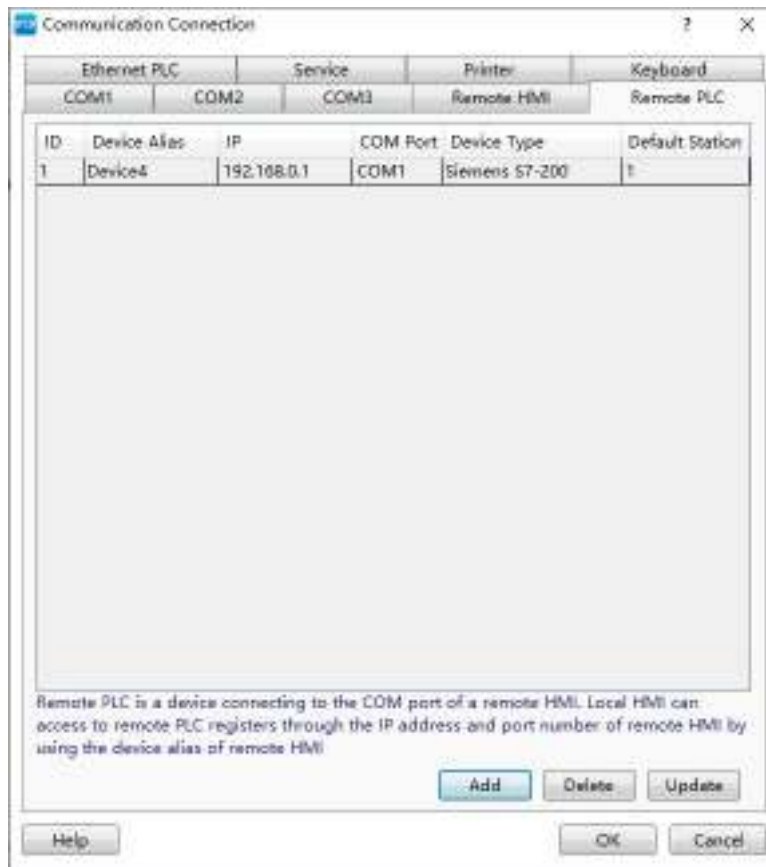 Communication Connection ? ×
Ethernet PLC Service Printer Keyboard
COM1 COM2 COM3 Remote HMI Remote PLC
ID Device Alias IP COM Port Device Type Default Station
1 Device4 192.168.0.1 COM1 Siemens S7-200 1
Remote PLC is a device connecting to the COM port of a remote HMI. Local HMI can
access to remote PLC registers through the IP address and port number of remote HMI by
using the device alias of remote HMI
Add Delete Update
Help OK Cancel